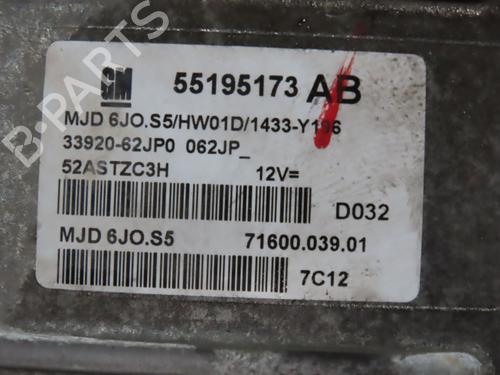 GM 55195173 AB
MJD 6JO.S5/HW01D/1433-Y196
33920-62JP0 062JP_
52ASTZC3H 12V=
D032
MJD 6JO.S5 71600.039.01
7C12
B-PARTS